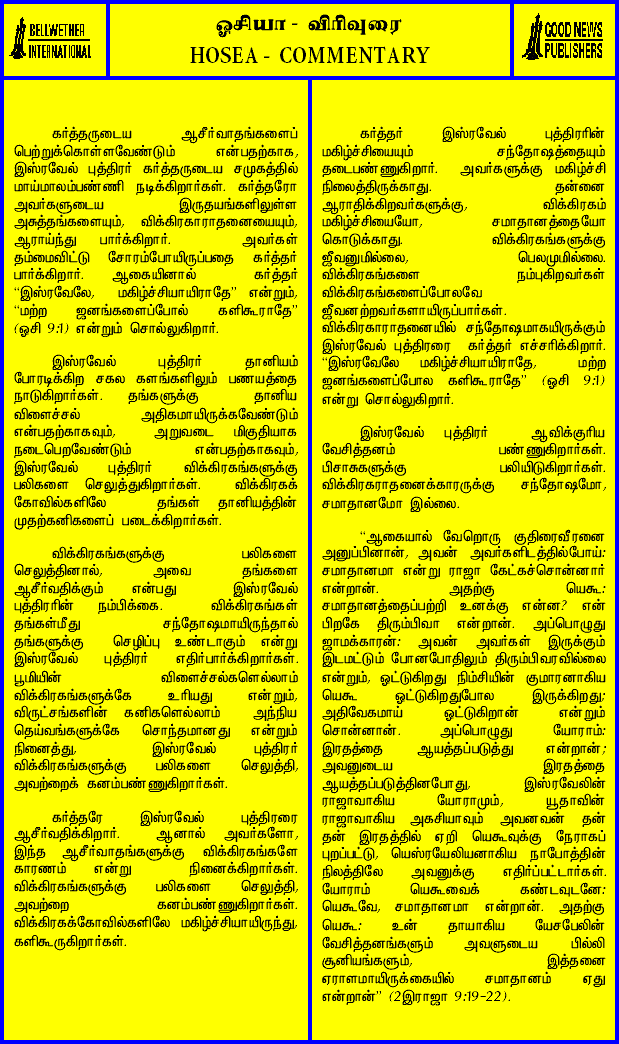 BELLWETHER
INTERNATIONAL
ஓசியா - விரிவுரை
HOSEA - COMMENTARY
GOOD NEWS
PUBLISHERS
கர்த்தருடைய ஆசீர்வாதங்களைப்
பெற்றுக்கொள்ளவேண்டும் என்பதற்காக,
இஸ்ரவேல் புத்திரர் கர்த்தருடைய சமுகத்தில்
மாய்மாலம்பண்ணி நடிக்கிறார்கள். கர்த்தரோ
அவர்களுடைய இருதயங்களிலுள்ள
அசுத்தங்களையும், விக்கிரகாராதனையையும்,
ஆராய்ந்து பார்க்கிறார். அவர்கள்
தம்மைவிட்டு சோரம்போயிருப்பதை கர்த்தர்
பார்க்கிறார். ஆகையினால் கர்த்தர்
“இஸ்ரவேலே, மகிழ்ச்சியாயிராதே” என்றும்,
“மற்ற ஜனங்களைப்போல் களிகூராதே”
(ஓசி 9:1) என்றும் சொல்லுகிறார்.
இஸ்ரவேல் புத்திரர் தானியம்
போரடிக்கிற சகல களங்களிலும் பணயத்தை
நாடுகிறார்கள். தங்களுக்கு தானிய
விளைச்சல் அதிகமாயிருக்கவேண்டும்
என்பதற்காகவும், அறுவடை மிகுதியாக
நடைபெறவேண்டும் என்பதற்காகவும்,
இஸ்ரவேல் புத்திரர் விக்கிரகங்களுக்கு
பலிகளை செலுத்துகிறார்கள். விக்கிரகக்
கோவில்களிலே தங்கள் தானியத்தின்
முதற்கனிகளைப் படைக்கிறார்கள்.
விக்கிரகங்களுக்கு பலிகளை
செலுத்தினால், அவை தங்களை
ஆசீர்வதிக்கும் என்பது இஸ்ரவேல்
புத்திரரின் நம்பிக்கை. விக்கிரகங்கள்
தங்கள்மீது சந்தோஷமாயிருந்தால்
தங்களுக்கு செழிப்பு உண்டாகும் என்று
இஸ்ரவேல் புத்திரர் எதிர்பார்க்கிறார்கள்.
பூமியின் விளைச்சல்களெல்லாம்
விக்கிரகங்களுக்கே உரியது என்றும்,
விருட்சங்களின் கனிகளெல்லாம் அந்நிய
தெய்வங்களுக்கே சொந்தமானது என்றும்
நினைத்து, இஸ்ரவேல் புத்திரர்
விக்கிரகங்களுக்கு பலிகளை செலுத்தி,
அவற்றைக் கனம்பண்ணுகிறார்கள்.
கர்த்தரே இஸ்ரவேல் புத்திரரை
ஆசீர்வதிக்கிறார். ஆனால் அவர்களோ,
இந்த ஆசீர்வாதங்களுக்கு விக்கிரகங்களே
காரணம் என்று நினைக்கிறார்கள்.
விக்கிரகங்களுக்கு பலிகளை செலுத்தி,
அவற்றை கனம்பண்ணுகிறார்கள்.
விக்கிரகக்கோவில்களிலே மகிழ்ச்சியாயிருந்து,
களிகூருகிறார்கள்.
கர்த்தர் இஸ்ரவேல் புத்திரரின்
மகிழ்ச்சியையும் சந்தோஷத்தையும்
தடைபண்ணுகிறார். அவர்களுக்கு மகிழ்ச்சி
நிலைத்திருக்காது. தன்னை
ஆராதிக்கிறவர்களுக்கு, விக்கிரகம்
மகிழ்ச்சியையோ, சமாதானத்தையோ
கொடுக்காது. விக்கிரகங்களுக்கு
ஜீவனுமில்லை, பெலமுமில்லை.
விக்கிரகங்களை நம்புகிறவர்கள்
விக்கிரகங்களைப்போலவே
ஜீவனற்றவர்களாயிருப்பார்கள்.
விக்கிரகாராதனையில் சந்தோஷமாகயிருக்கும்
இஸ்ரவேல் புத்திரரை கர்த்தர் எச்சரிக்கிறார்.
“இஸ்ரவேலே மகிழ்ச்சியாயிராதே, மற்ற
ஜனங்களைப்போல களிகூராதே” (ஓசி 9:1)
என்று சொல்லுகிறார்.
இஸ்ரவேல் புத்திரர் ஆவிக்குரிய
வேசித்தனம் பண்ணுகிறார்கள்.
பிசாசுகளுக்கு பலியிடுகிறார்கள்.
விக்கிரகராதனைக்காரருக்கு சந்தோஷமோ,
சமாதானமோ இல்லை.
“ஆகையால் வேறொரு குதிரைவீரனை
அனுப்பினான், அவன் அவர்களிடத்தில்போய்:
சமாதானமா என்று ராஜா கேட்கச்சொன்னார்
என்றான். அதற்கு யெகூ:
சமாதானத்தைப்பற்றி உனக்கு என்ன? என்
பிறகே திரும்பிவா என்றான். அப்பொழுது
ஜாமக்காரன்: அவன் அவர்கள் இருக்கும்
இடமட்டும் போனபோதிலும் திரும்பிவரவில்லை
என்றும், ஓட்டுகிறது நிம்சியின் குமாரனாகிய
யெகூ ஓட்டுகிறதுபோல இருக்கிறது;
அதிவேகமாய் ஓட்டுகிறான் என்றும்
சொன்னான். அப்பொழுது யோராம்:
இரதத்தை ஆயத்தப்படுத்து என்றான்;
அவனுடைய இரதத்தை
ஆயத்தப்படுத்தினபோது, இஸ்ரவேலின்
ராஜாவாகிய யோராமும், யூதாவின்
ராஜாவாகிய அகசியாவும் அவனவன் தன்
தன் இரதத்தில் ஏறி யெகூவுக்கு நேராகப்
புறப்பட்டு, யெஸ்ரயேலியனாகிய நாபோத்தின்
நிலத்திலே அவனுக்கு எதிர்ப்பட்டார்கள்.
யோராம் யெகூவைக் கண்டவுடனே:
யெகூவே, சமாதானமா என்றான். அதற்கு
யெகூ: உன் தாயாகிய யேசபேலின்
வேசித்தனங்களும் அவளுடைய பில்லி
சூனியங்களும், இத்தனை
ஏராளமாயிருக்கையில் சமாதானம் ஏது
என்றான்” (2இராஜா 9:19-22).